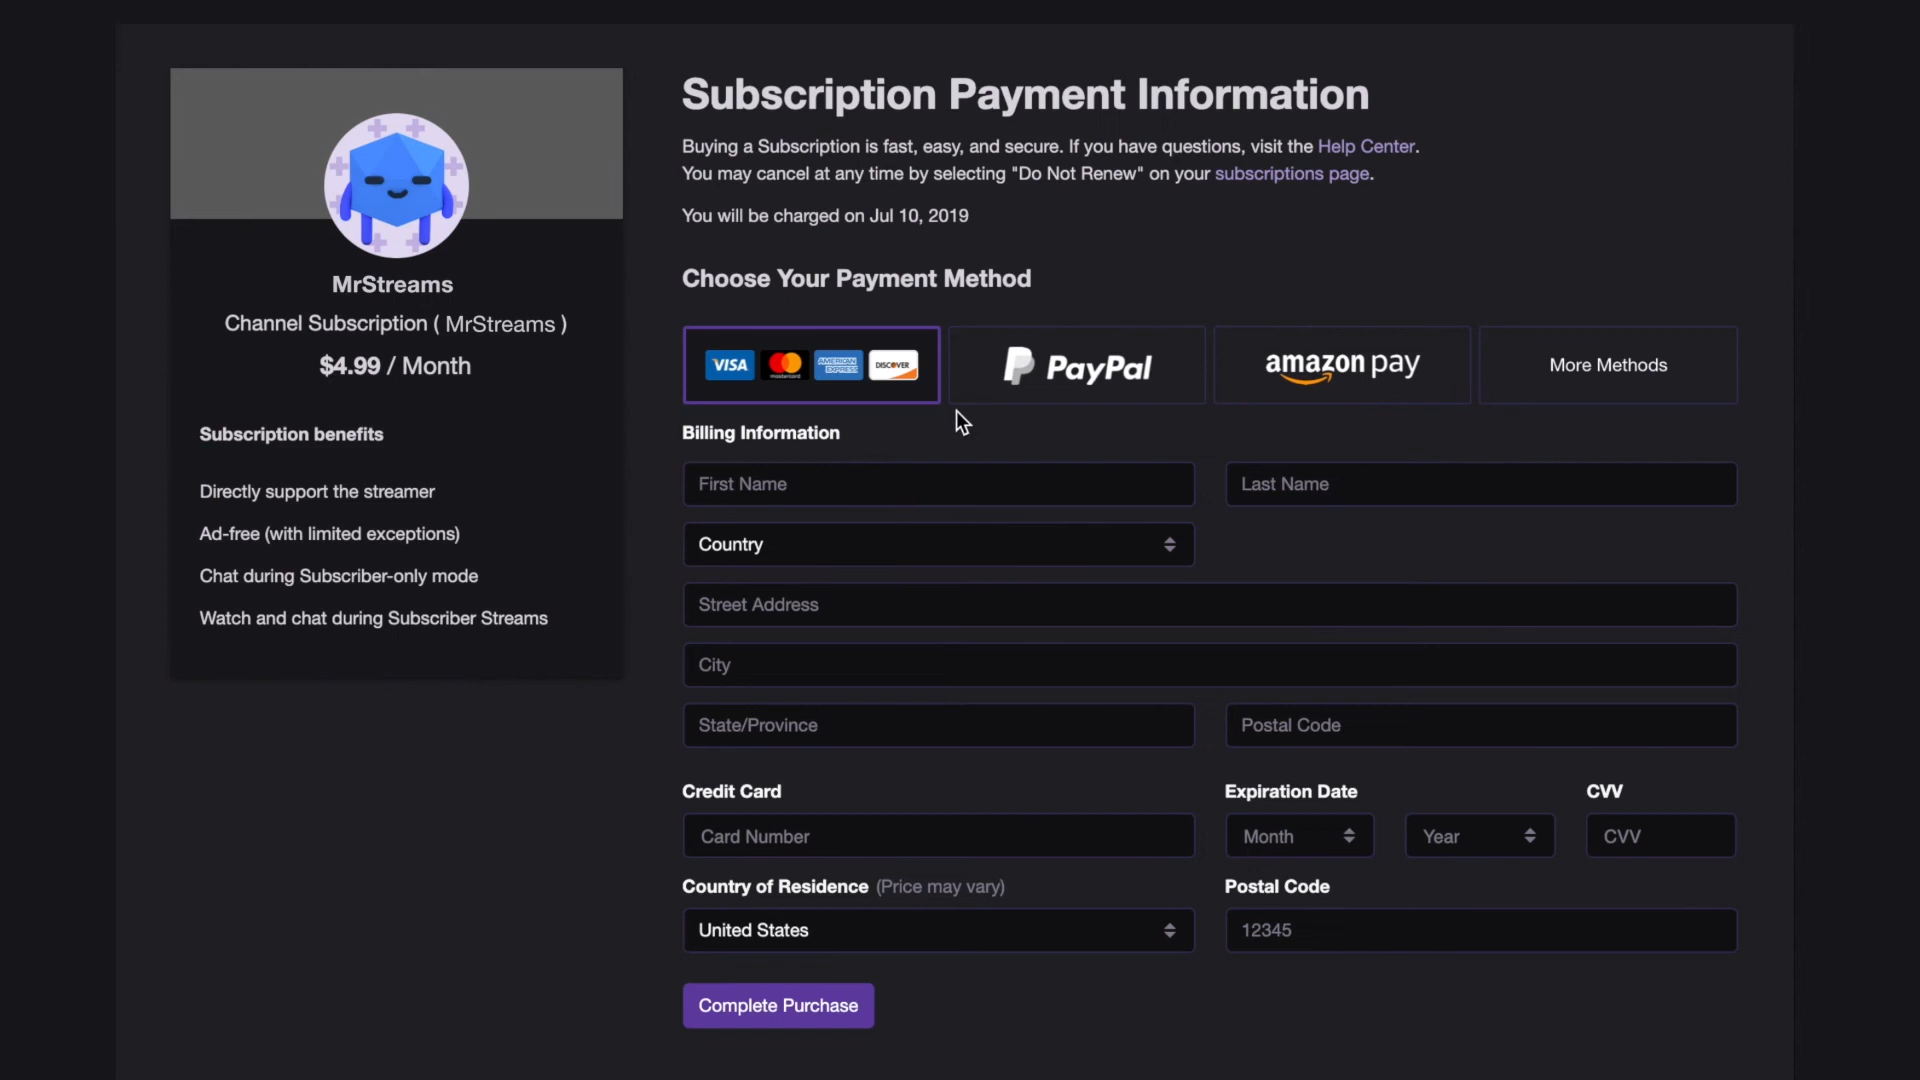 MrStreams
Channel Subscription ( MrStreams )
$4.99 / Month
Subscription benefits
Directly support the streamer
Ad-free (with limited exceptions)
Chat during Subscriber-only mode
Watch and chat during Subscriber Streams
Subscription Payment Information
Buying a Subscription is fast, easy, and secure. If you have questions, visit the Help Center.
You may cancel at any time by selecting "Do Not Renew" on your subscriptions page.
You will be charged on Jul 10, 2019
Choose Your Payment Method
VISA mastercard AMERICAN EXPRESS DISCOVER
PayPal
amazon pay
More Methods
Billing Information
First Name
Last Name
Country
Street Address
City
State/Province
Postal Code
Credit Card
Expiration Date
CVV
Card Number
Month
Year
CVV
Country of Residence (Price may vary)
Postal Code
United States
12345
Complete Purchase